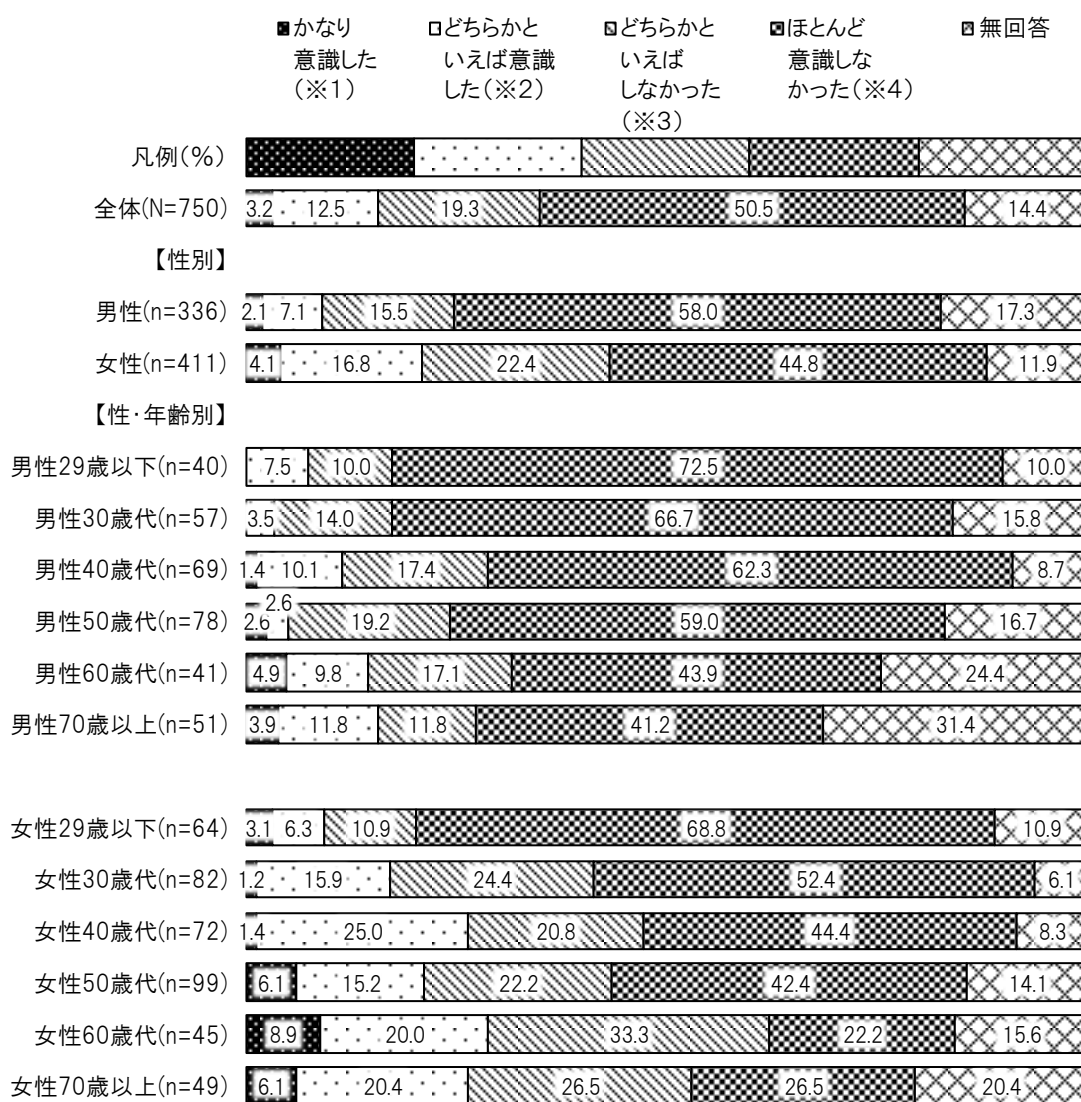 かなり
意識した
(※1)
どちらかと
いえば意識
した(※2)
どちらかと
いえば
しなかった
(※3)
ほとんど
意識しな
かった(※4)
無回答
凡例(%)
全体(N=750) 3.2 12.5 19.3 50.5 14.4
【性別】
男性(n=336) 2.1 7.1 15.5 58.0 17.3
女性(n=411) 4.1 16.8 22.4 44.8 11.9
【性・年齢別】
男性29歳以下(n=40) 7.5 10.0 72.5 10.0
男性30歳代(n=57) 3.5 14.0 66.7 15.8
男性40歳代(n=69) 1.4 10.1 17.4 62.3 8.7
男性50歳代(n=78) 2.6 2.6 19.2 59.0 16.7
男性60歳代(n=41) 4.9 9.8 17.1 43.9 24.4
男性70歳以上(n=51) 3.9 11.8 11.8 41.2 31.4
女性29歳以下(n=64) 3.1 6.3 10.9 68.8 10.9
女性30歳代(n=82) 1.2 15.9 24.4 52.4 6.1
女性40歳代(n=72) 1.4 25.0 20.8 44.4 8.3
女性50歳代(n=99) 6.1 15.2 22.2 42.4 14.1
女性60歳代(n=45) 8.9 20.0 33.3 22.2 15.6
女性70歳以上(n=49) 6.1 20.4 26.5 26.5 20.4